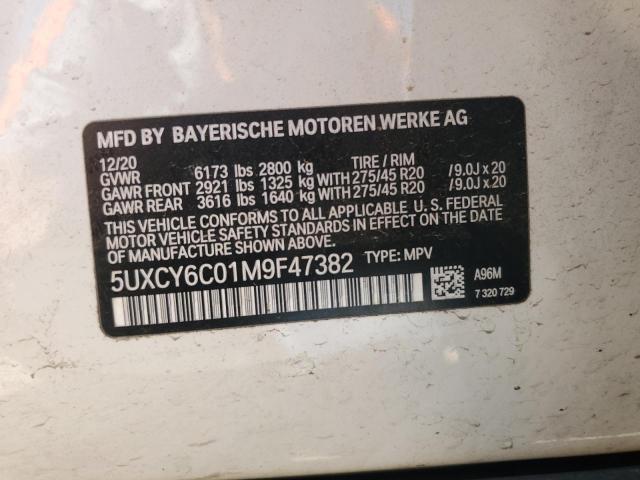 MFD BY BAYERISCHE MOTOREN WERKE AG
12/20
GVWR 6173 lbs 2800 kg TIRE / RIM
GAWR FRONT 2921 lbs 1325 kg WITH 275/45 R20 /9.0J x 20
GAWR REAR 3616 lbs 1640 kg WITH 275/45 R20 /9.0J x 20
THIS VEHICLE CONFORMS TO ALL APPLICABLE U. S. FEDERAL
MOTOR VEHICLE SAFETY STANDARDS IN EFFECT ON THE DATE
OF MANUFACTURE SHOWN ABOVE.
5UXCY6C01M9F47382 TYPE: MPV
A96M
7 320 729